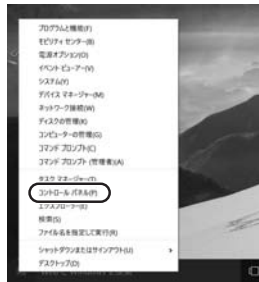 プログラムと機能(F)
モビリティ センター(B)
電源オプション(O)
イベント ビューアー(V)
システム(Y)
デバイス マネージャー(M)
ネットワーク接続(W)
ディスクの管理(K)
コンピューターの管理(G)
コマンド プロンプト(C)
コマンド プロンプト (管理者)(A)
タスク マネージャー(T)
コントロール パネル(P)
エクスプローラー(E)
検索(S)
ファイル名を指定して実行(R)
シャットダウンまたはサインアウト(U)
デスクトップ(D)